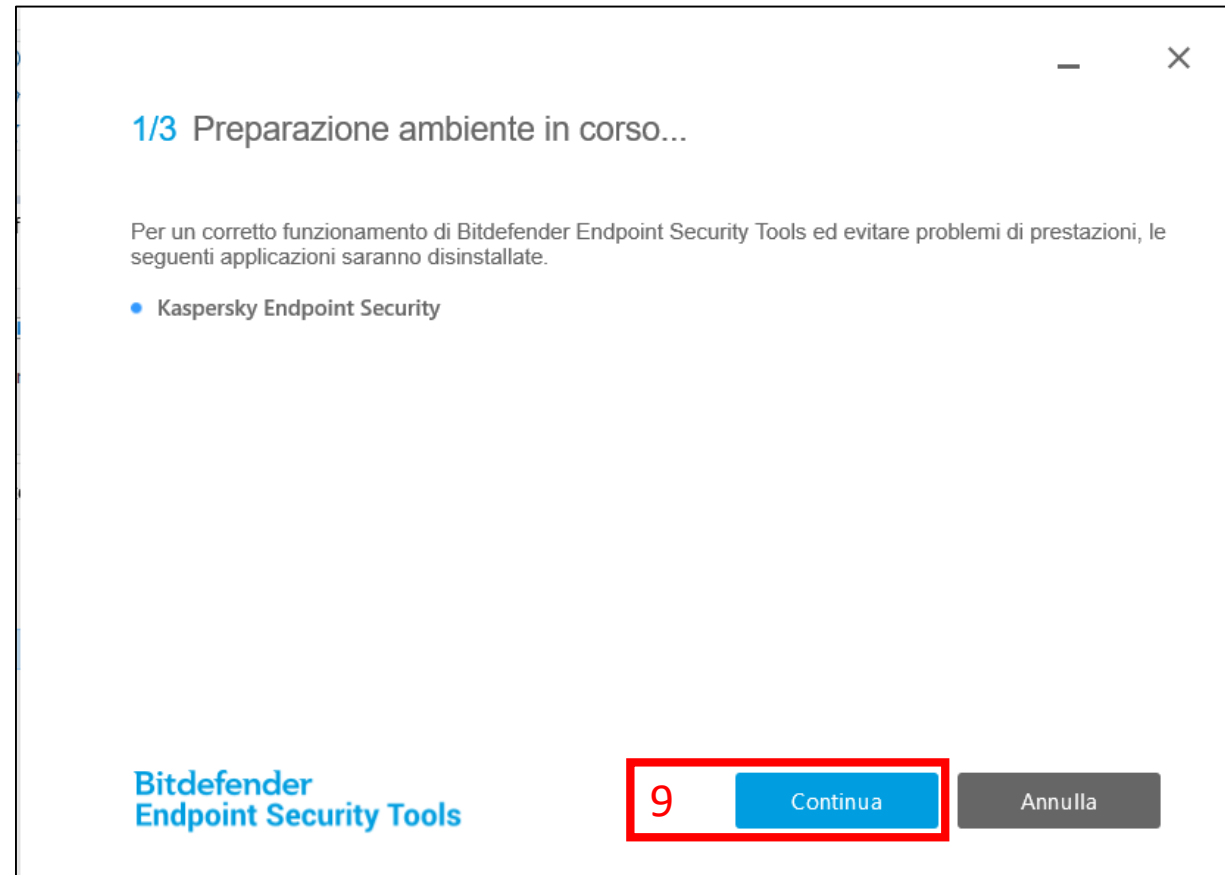 1/3 Preparazione ambiente in corso...
Per un corretto funzionamento di Bitdefender Endpoint Security Tools ed evitare problemi di prestazioni, le
seguenti applicazioni saranno disinstallate.
Kaspersky Endpoint Security
Bitdefender
Endpoint Security Tools
9 Continua Annulla